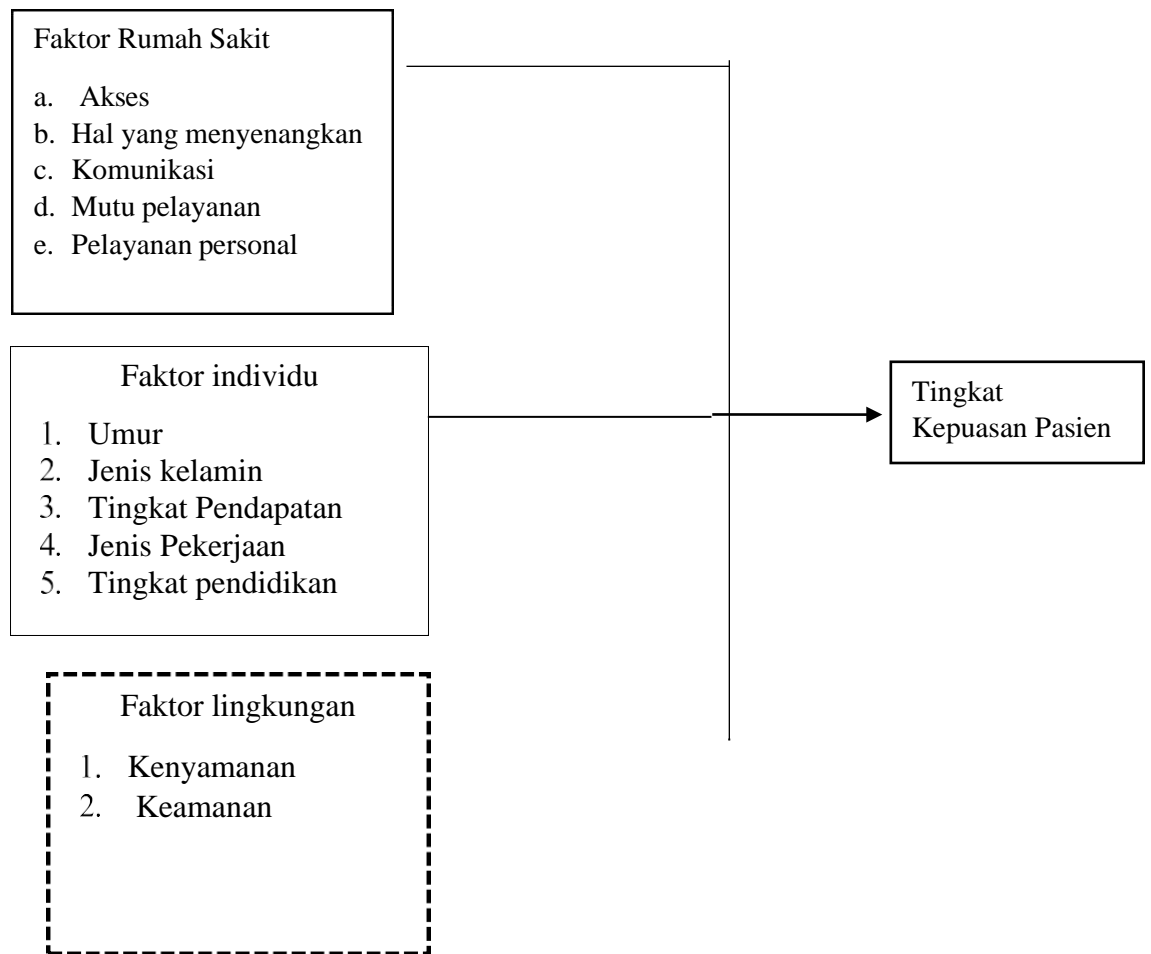 Faktor Rumah Sakit
a. Akses
b. Hal yang menyenangkan
c. Komunikasi
d. Mutu pelayanan
e. Pelayanan personal
Faktor individu
1. Umur
2. Jenis kelamin
3. Tingkat Pendapatan
4. Jenis Pekerjaan
5. Tingkat pendidikan
Tingkat
Kepuasan Pasien
Faktor lingkungan
1. Kenyamanan
2. Keamanan